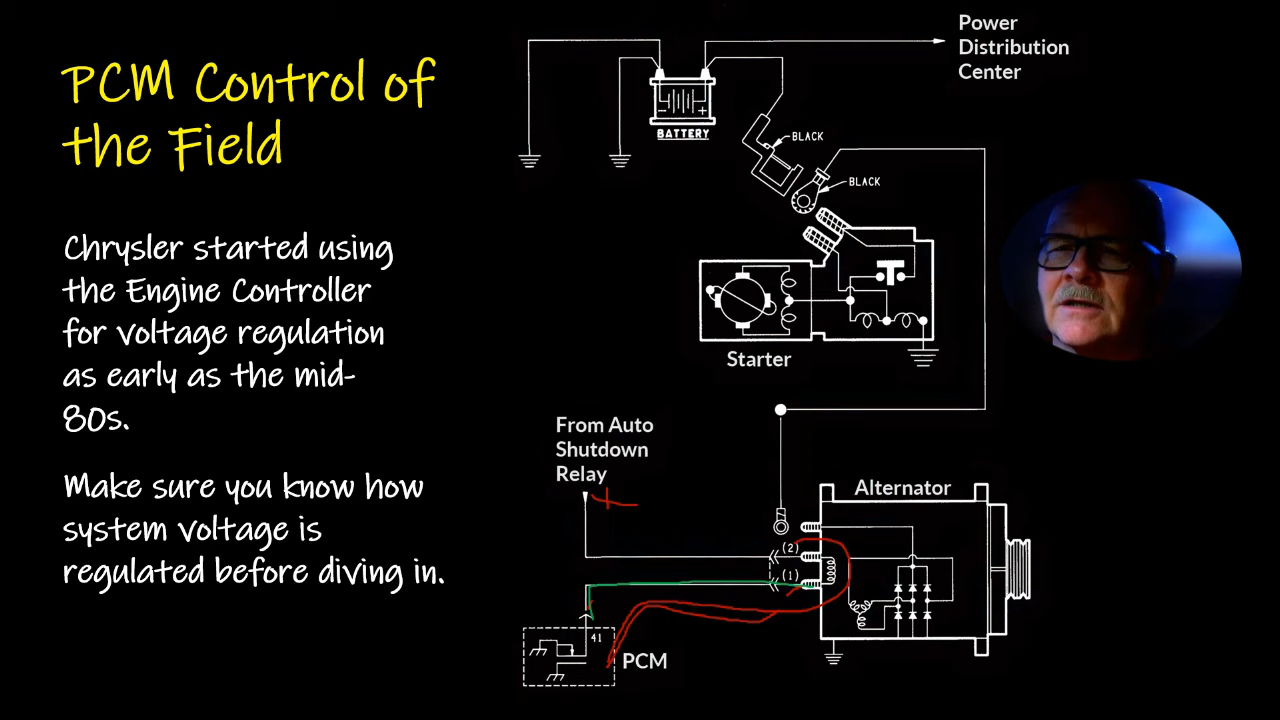 PCM Control of
the Field
Chrysler started using
the Engine Controller
for voltage regulation
as early as the mid-
80s.
Make sure you know how
system voltage is
regulated before diving in.
Power
Distribution
Center
- +
BATTERY
BLACK
BLACK
Starter
From Auto
Shutdown
Relay
+
Alternator
(2)
(1)
41
PCM